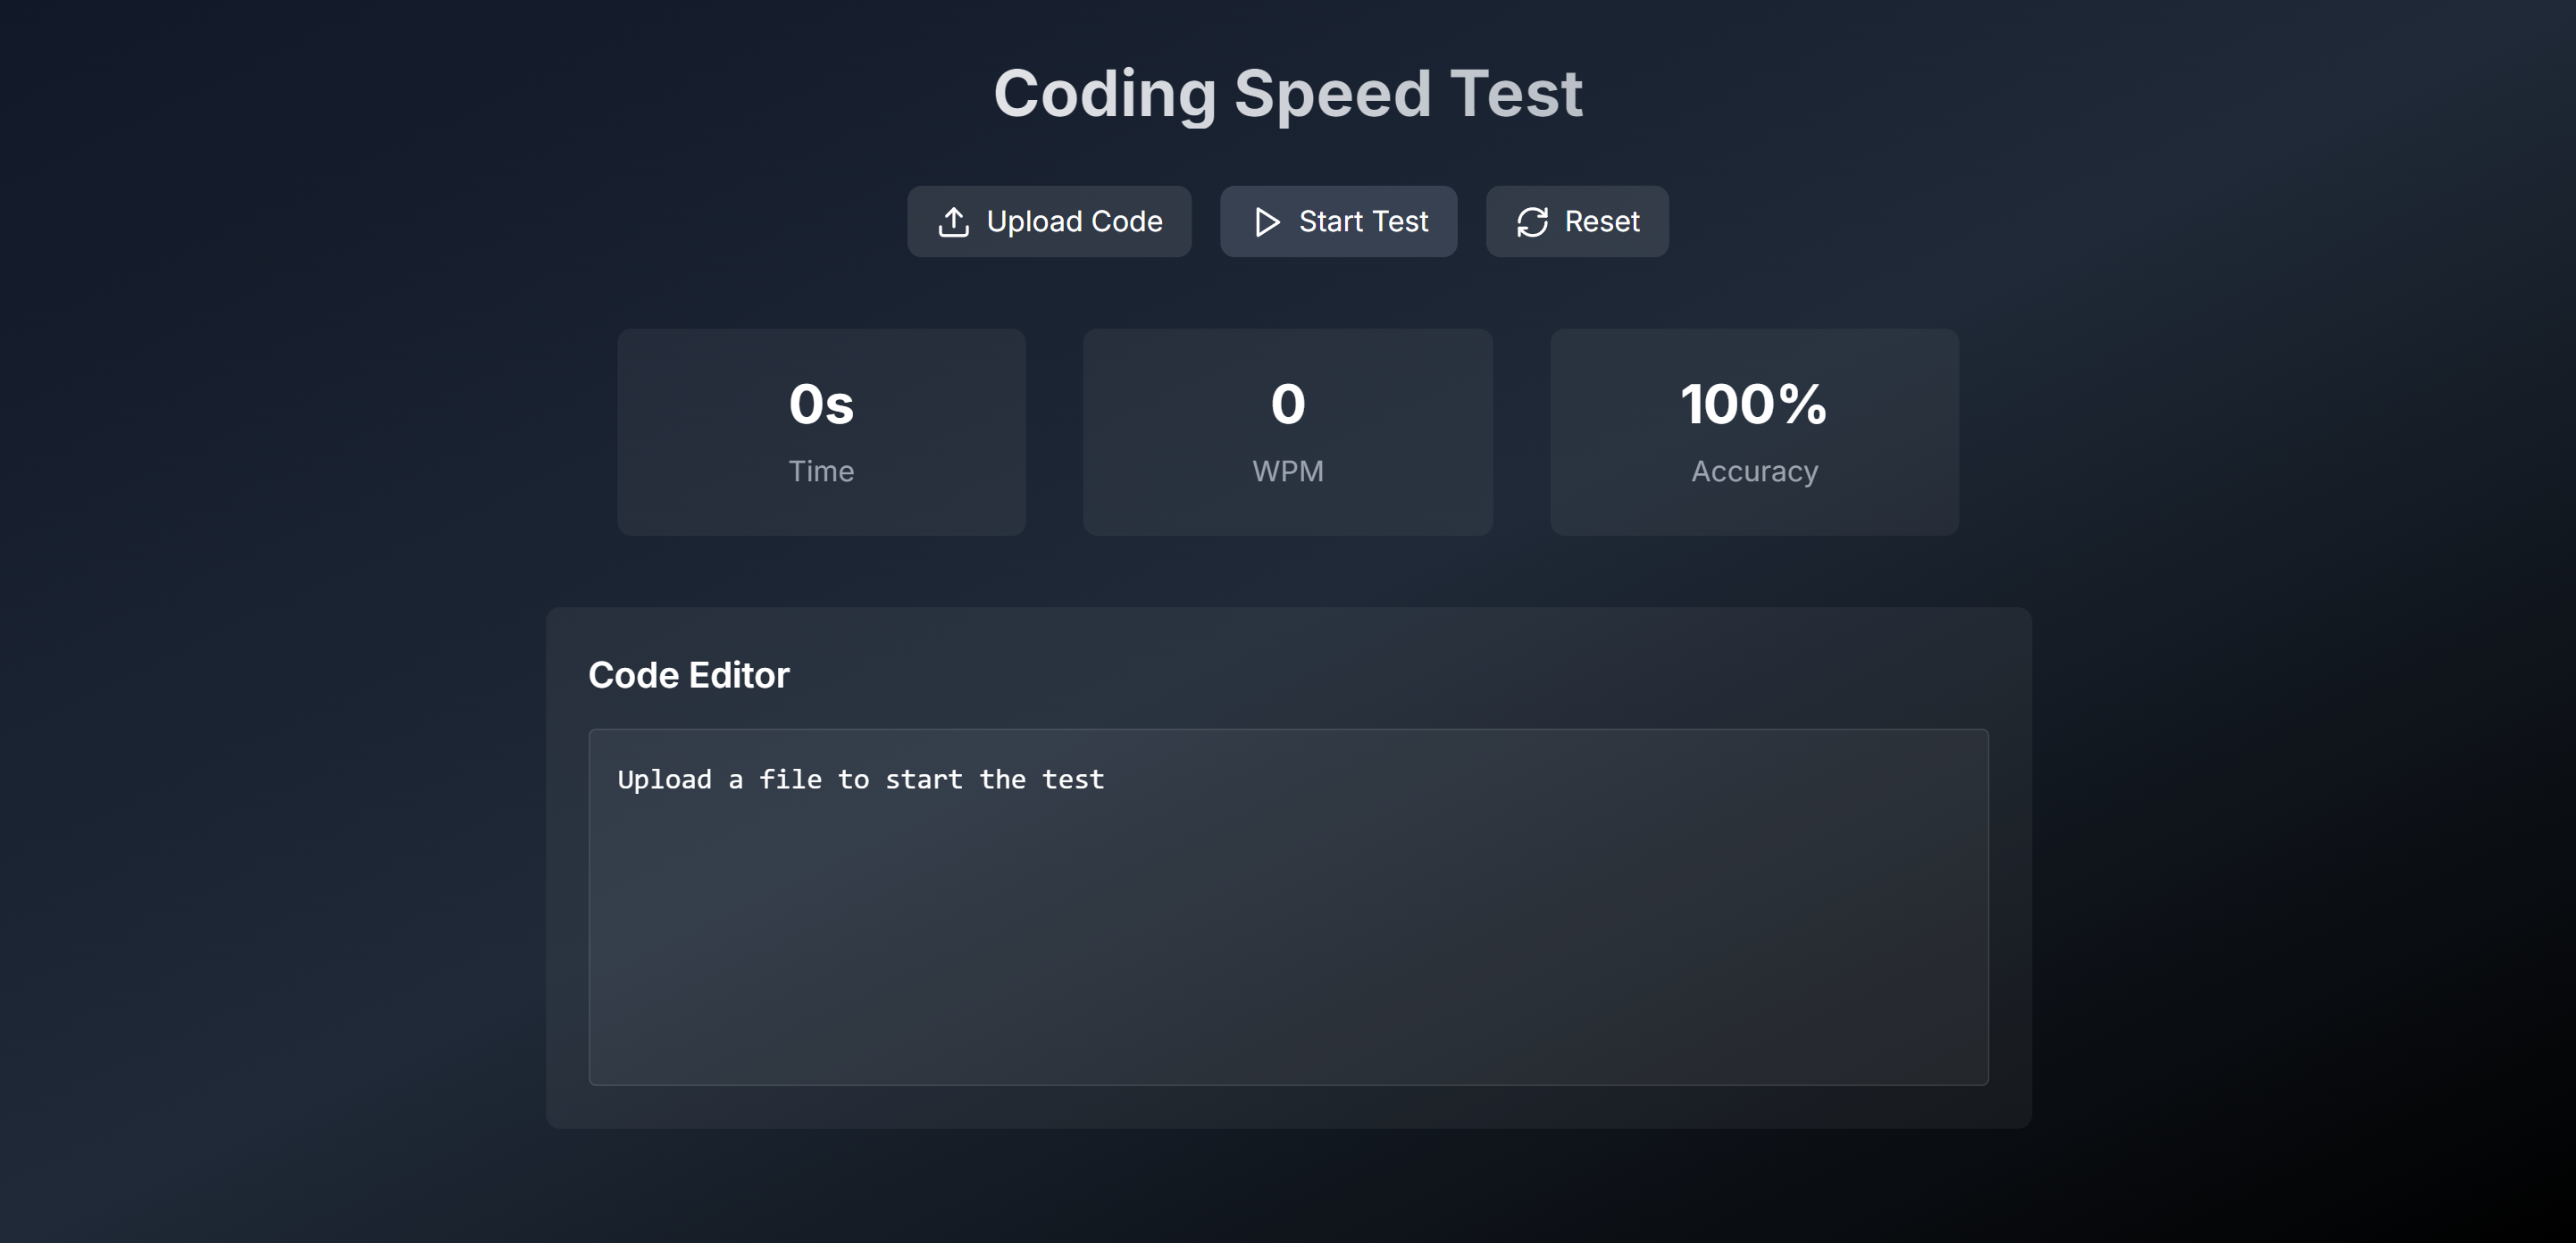 Coding Speed Test
Upload Code
Start Test
Reset
0s
Time
0
WPM
100%
Accuracy
Code Editor
Upload a file to start the test